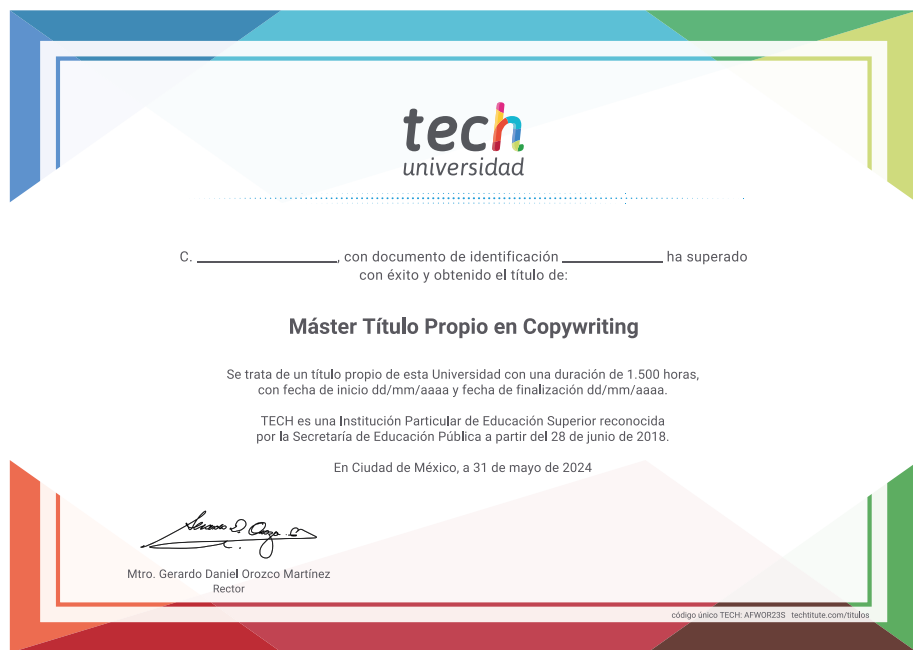 tech
universidad
C. __________________, con documento de identificación _____________ ha superado
con éxito y obtenido el título de:
Máster Título Propio en Copywriting
Se trata de un título propio de esta Universidad con una duración de 1.500 horas,
con fecha de inicio dd/mm/aaaa y fecha de finalización dd/mm/aaaa.
TECH es una Institución Particular de Educación Superior reconocida
por la Secretaría de Educación Pública a partir del 28 de junio de 2018.
En Ciudad de México, a 31 de mayo de 2024
Mtro. Gerardo Daniel Orozco Martínez
Rector
código único TECH: AFWOR23S techtitute.com/titulos